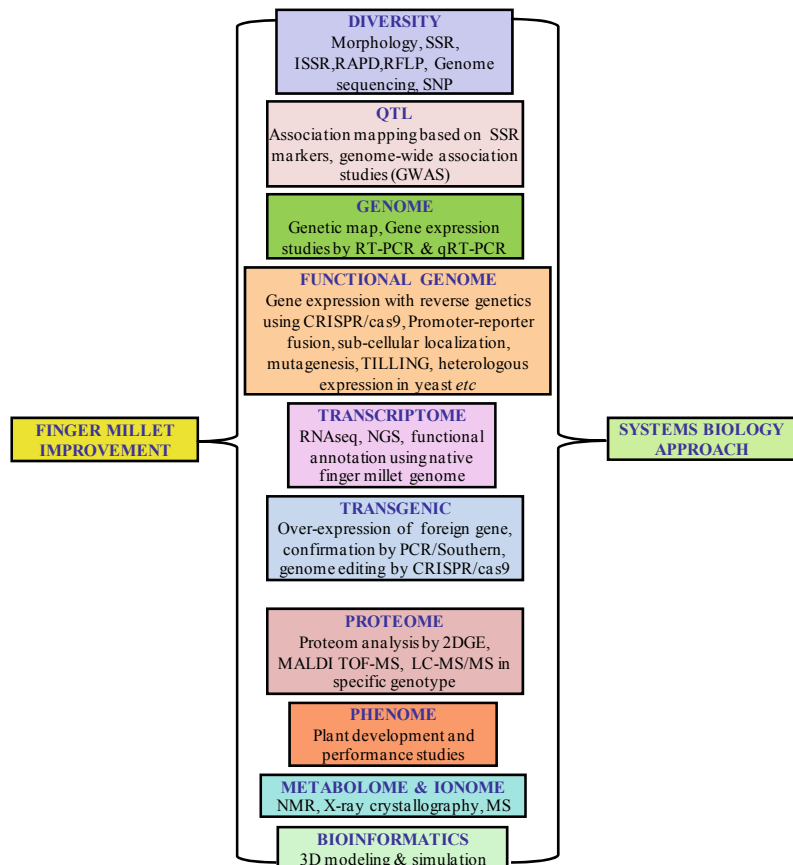 DIVERSITY
Morphology, SSR,
ISSR,RAPD,RFLP, Genome
sequencing, SNP
QTL
Association mapping based on SSR
markers, genome-wide association
studies (GWAS)
GENOME
Genetic map, Gene expression
studies by RT-PCR & qRT-PCR
FUNCTIONAL GENOME
Gene expression with reverse genetics
using CRISPR/cas9, Promoter-reporter
fusion, sub-cellular localization,
mutagenesis, TILLING, heterologous
expression in yeast etc
FINGER MILLET
IMPROVEMENT
TRANSCRIPTOME
RNAseq, NGS, functional
annotation using native
finger millet genome
SYSTEMS BIOLOGY
APPROACH
TRANSGENIC
Over-expression of foreign gene,
confirmation by PCR/Southern,
genome editing by CRISPR/cas9
PROTEOME
Proteom analysis by 2DGE,
MALDI TOF-MS, LC-MS/MS in
specific genotype
PHENOME
Plant development and
performance studies
METABOLOME & IONOME
NMR, X-ray crystallography, MS
BIOINFORMATICS
3D modeling & simulation